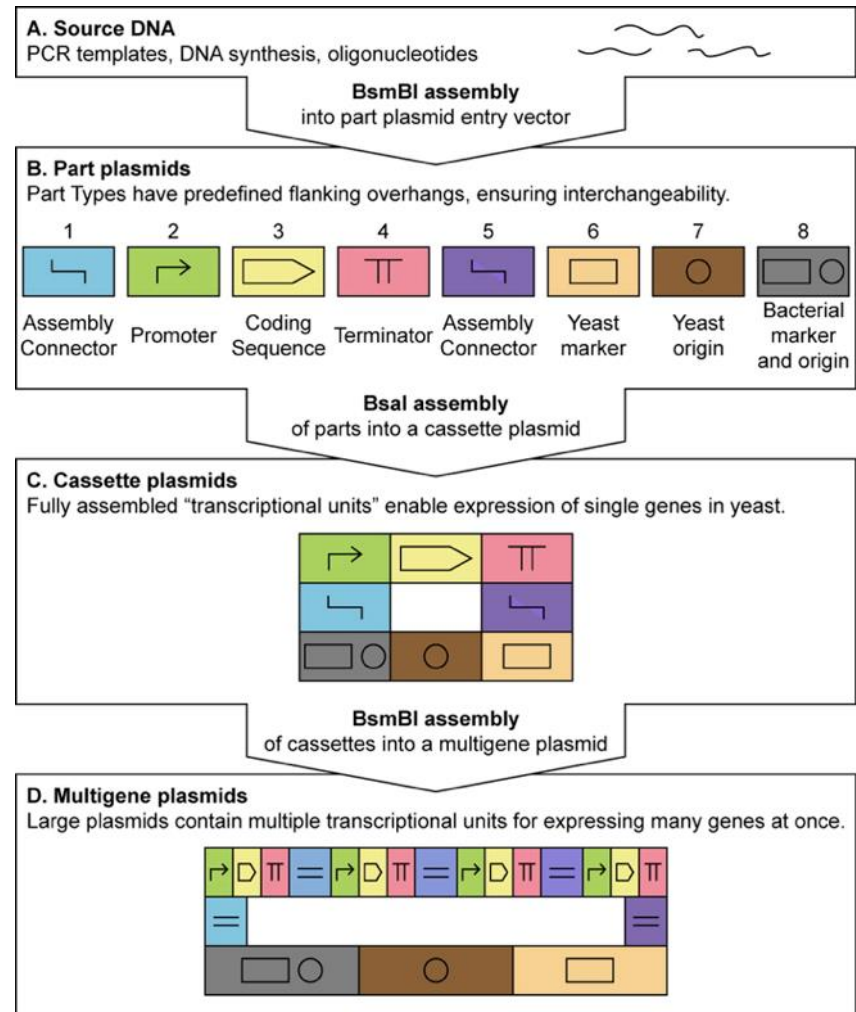 A. Source DNA
PCR templates, DNA synthesis, oligonucleotides
BsmBI assembly
into part plasmid entry vector
B. Part plasmids
Part Types have predefined flanking overhangs, ensuring interchangeability.
1 2 3 4 5 6 7 8
Assembly Connector
Promoter
Coding Sequence
Terminator
Assembly Connector
Yeast marker
Yeast origin
Bacterial marker and origin
BsaI assembly
of parts into a cassette plasmid
C. Cassette plasmids
Fully assembled “transcriptional units” enable expression of single genes in yeast.
BsmBI assembly
of cassettes into a multigene plasmid
D. Multigene plasmids
Large plasmids contain multiple transcriptional units for expressing many genes at once.